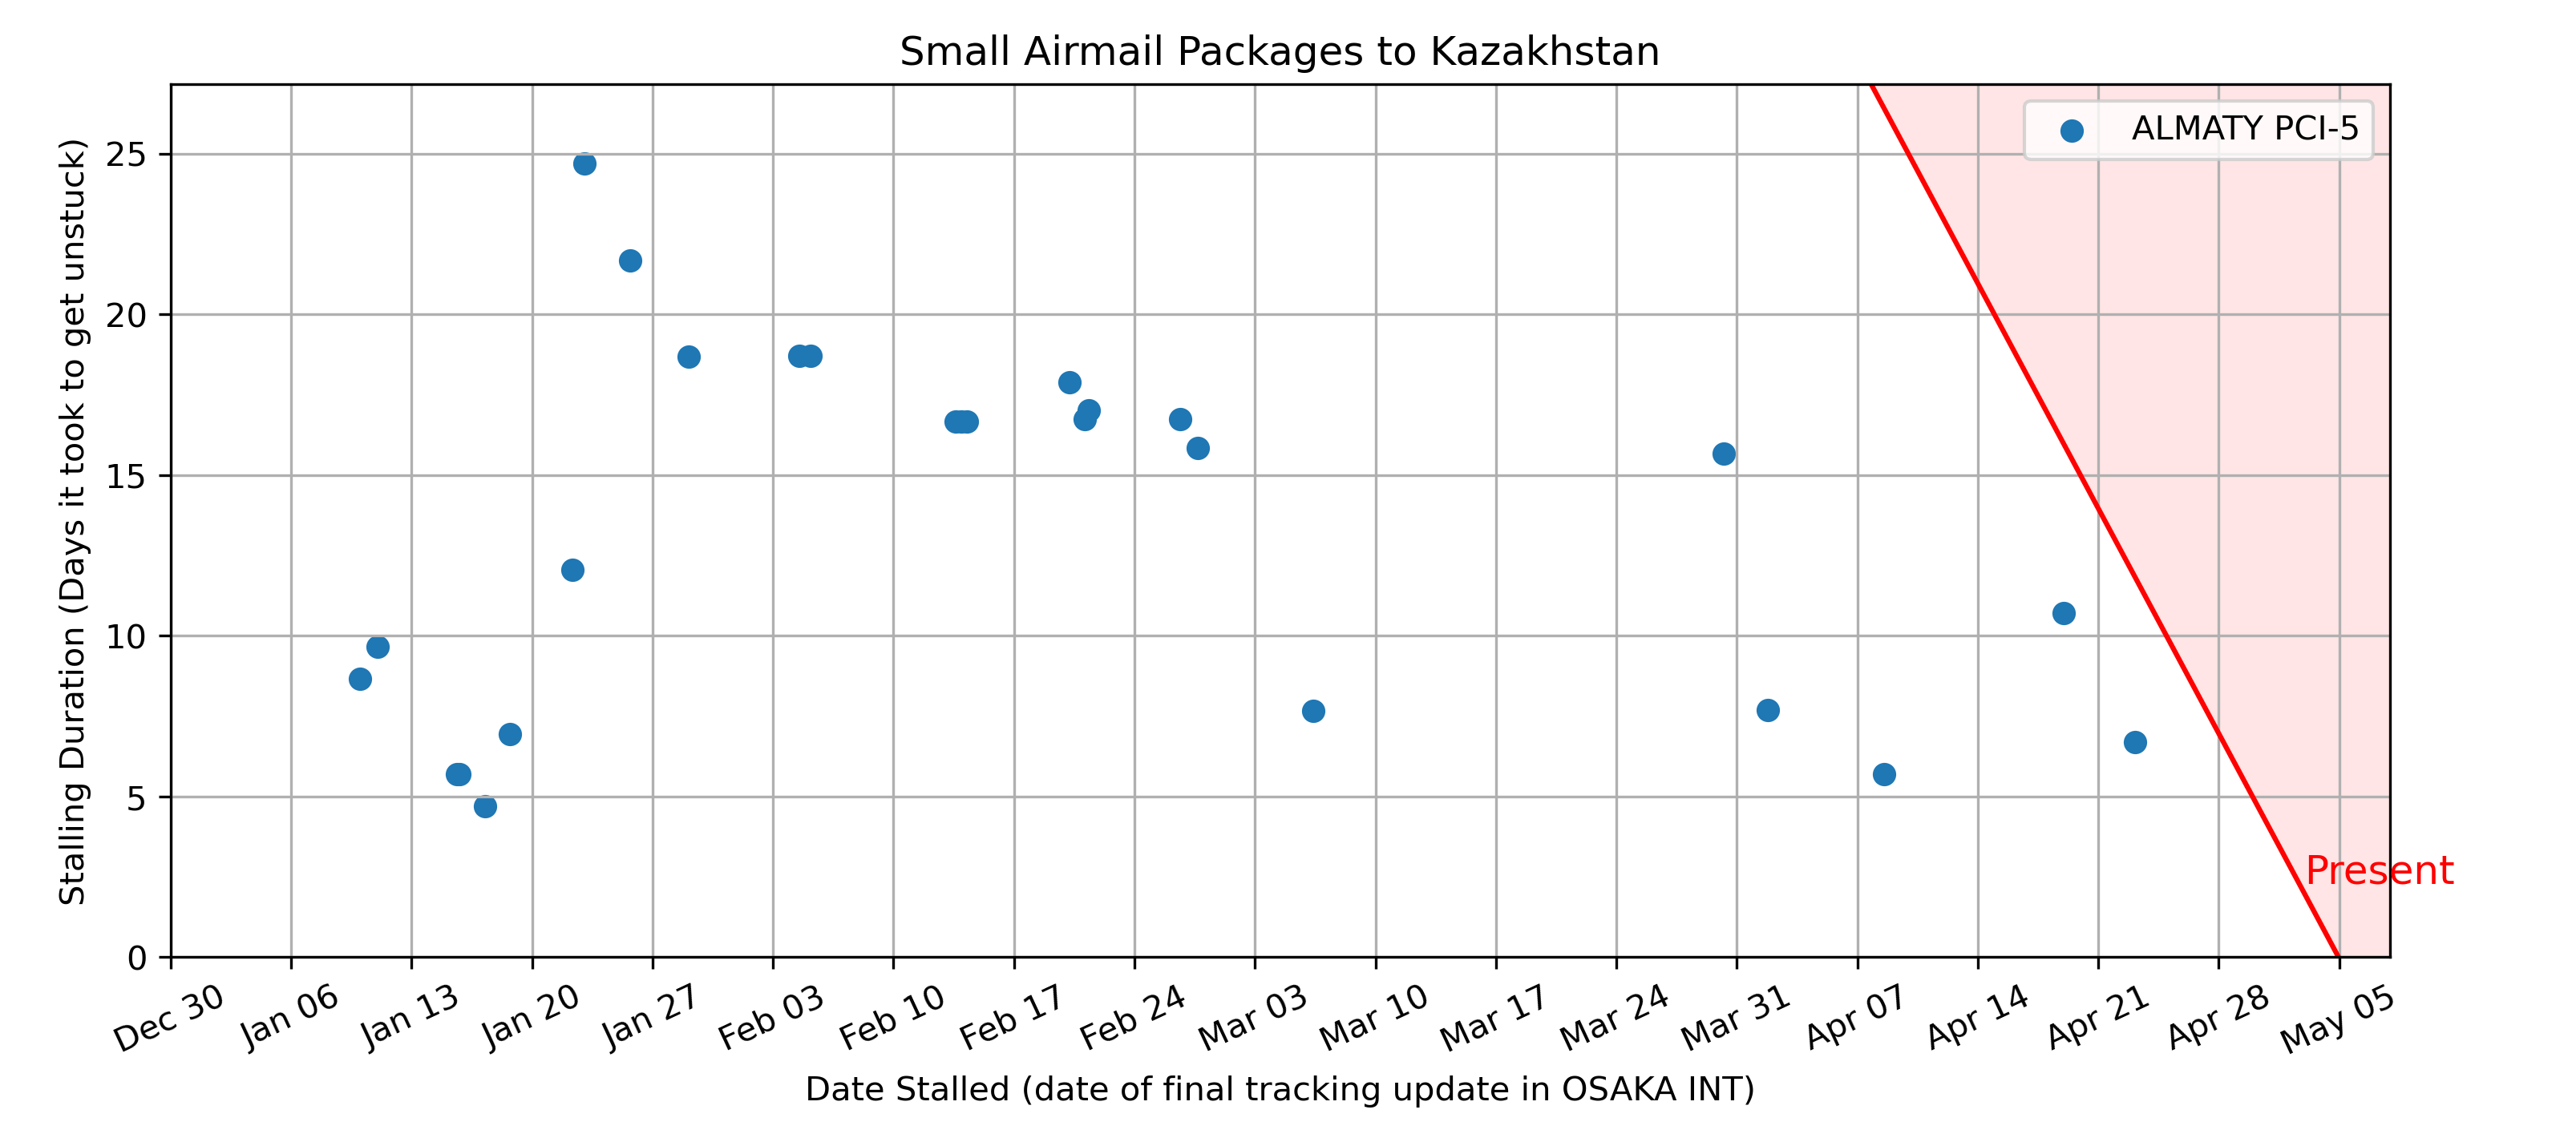 Small Airmail Packages to Kazakhstan
ALMATY PCI-5
Stalling Duration (Days it took to get unstuck)
25
20
15
10
5
0
Present
Dec 30
Jan 06
Jan 13
Jan 20
Jan 27
Feb 03
Feb 10
Feb 17
Feb 24
Mar 03
Mar 10
Mar 17
Mar 24
Mar 31
Apr 07
Apr 14
Apr 21
Apr 28
May 05
Date Stalled (date of final tracking update in OSAKA INT)